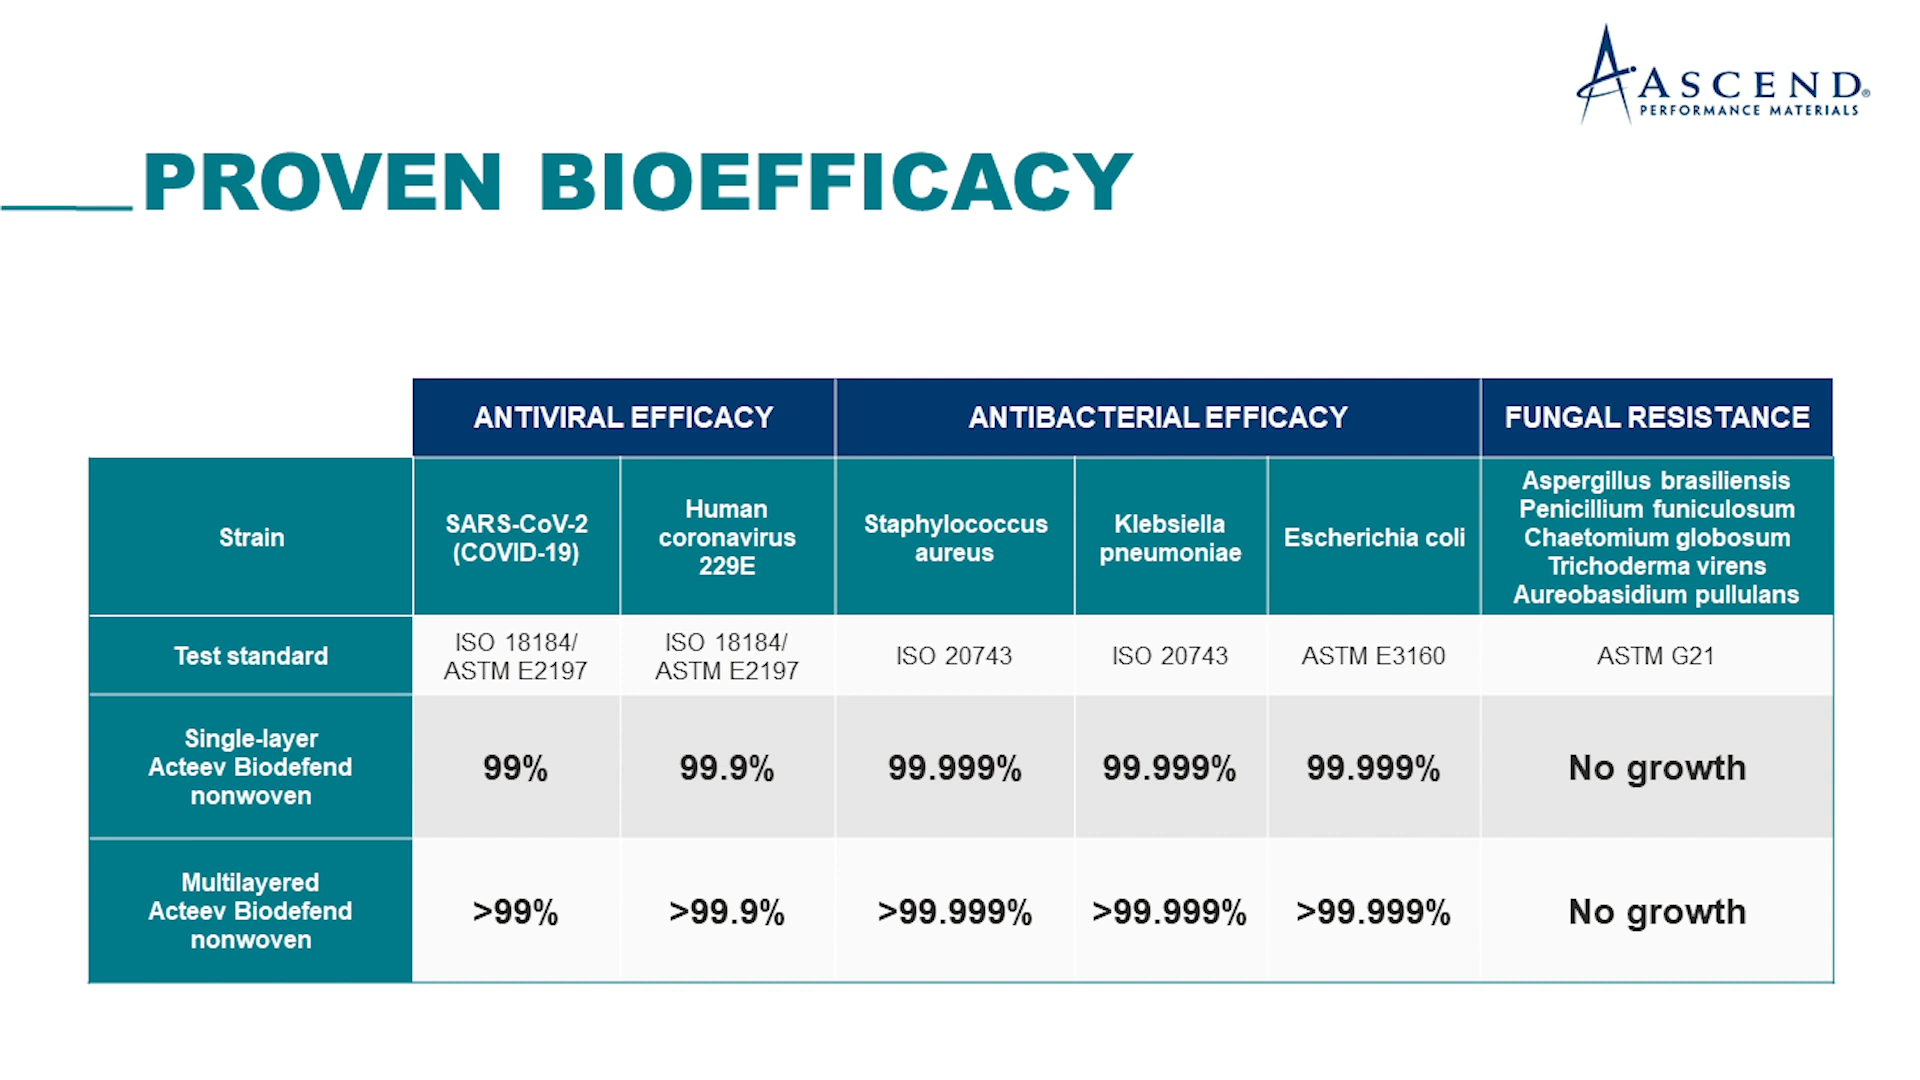 ASCEND®
PERFORMANCE MATERIALS
PROVEN BIOEFFICACY
ANTIVIRAL EFFICACY
ANTIBACTERIAL EFFICACY
FUNGAL RESISTANCE
Strain
SARS-CoV-2
(COVID-19)
Human
coronavirus
229E
Staphylococcus
aureus
Klebsiella
pneumoniae
Escherichia coli
Aspergillus brasiliensis
Penicillium funiculosum
Chaetomium globosum
Trichoderma virens
Aureobasidium pullulans
Test standard
ISO 18184/
ASTM E2197
ISO 18184/
ASTM E2197
ISO 20743
ISO 20743
ASTM E3160
ASTM G21
Single-layer
Acteev Biodefend
nonwoven
99%
99.9%
99.999%
99.999%
99.999%
No growth
Multilayered
Acteev Biodefend
nonwoven
>99%
>99.9%
>99.999%
>99.999%
>99.999%
No growth